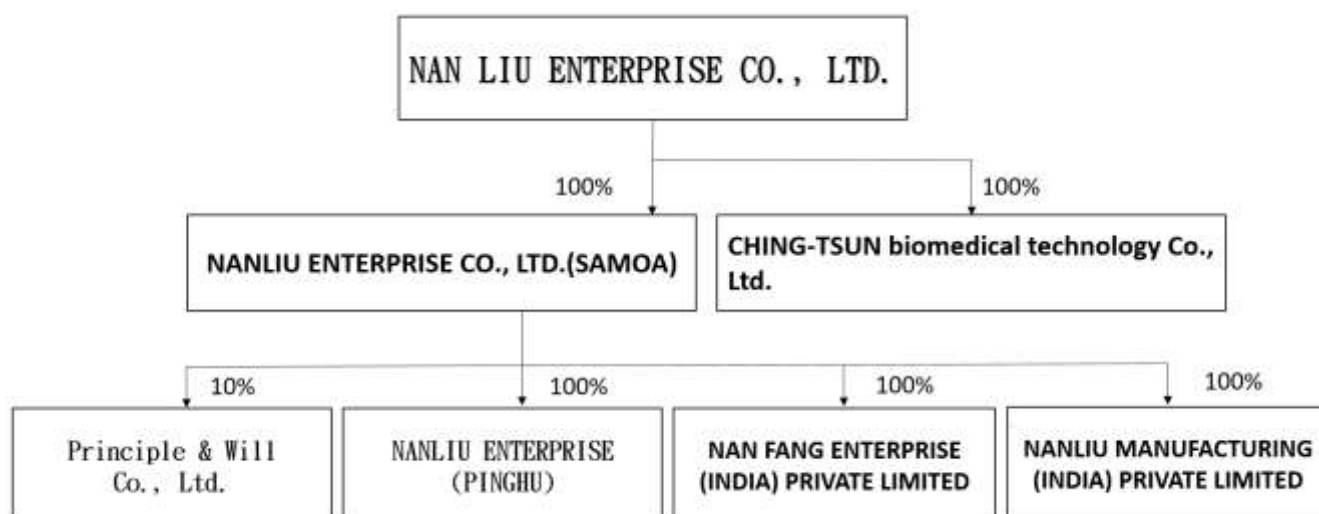 NAN LIU ENTERPRISE CO., LTD.
100%
100%
NANLIU ENTERPRISE CO., LTD.(SAMOA)
CHING-TSUN biomedical technology Co.,
Ltd.
10%
100%
100%
100%
Principle & Will
Co., Ltd.
NANLIU ENTERPRISE
(PINGHU)
NAN FANG ENTERPRISE
(INDIA) PRIVATE LIMITED
NANLIU MANUFACTURING
(INDIA) PRIVATE LIMITED